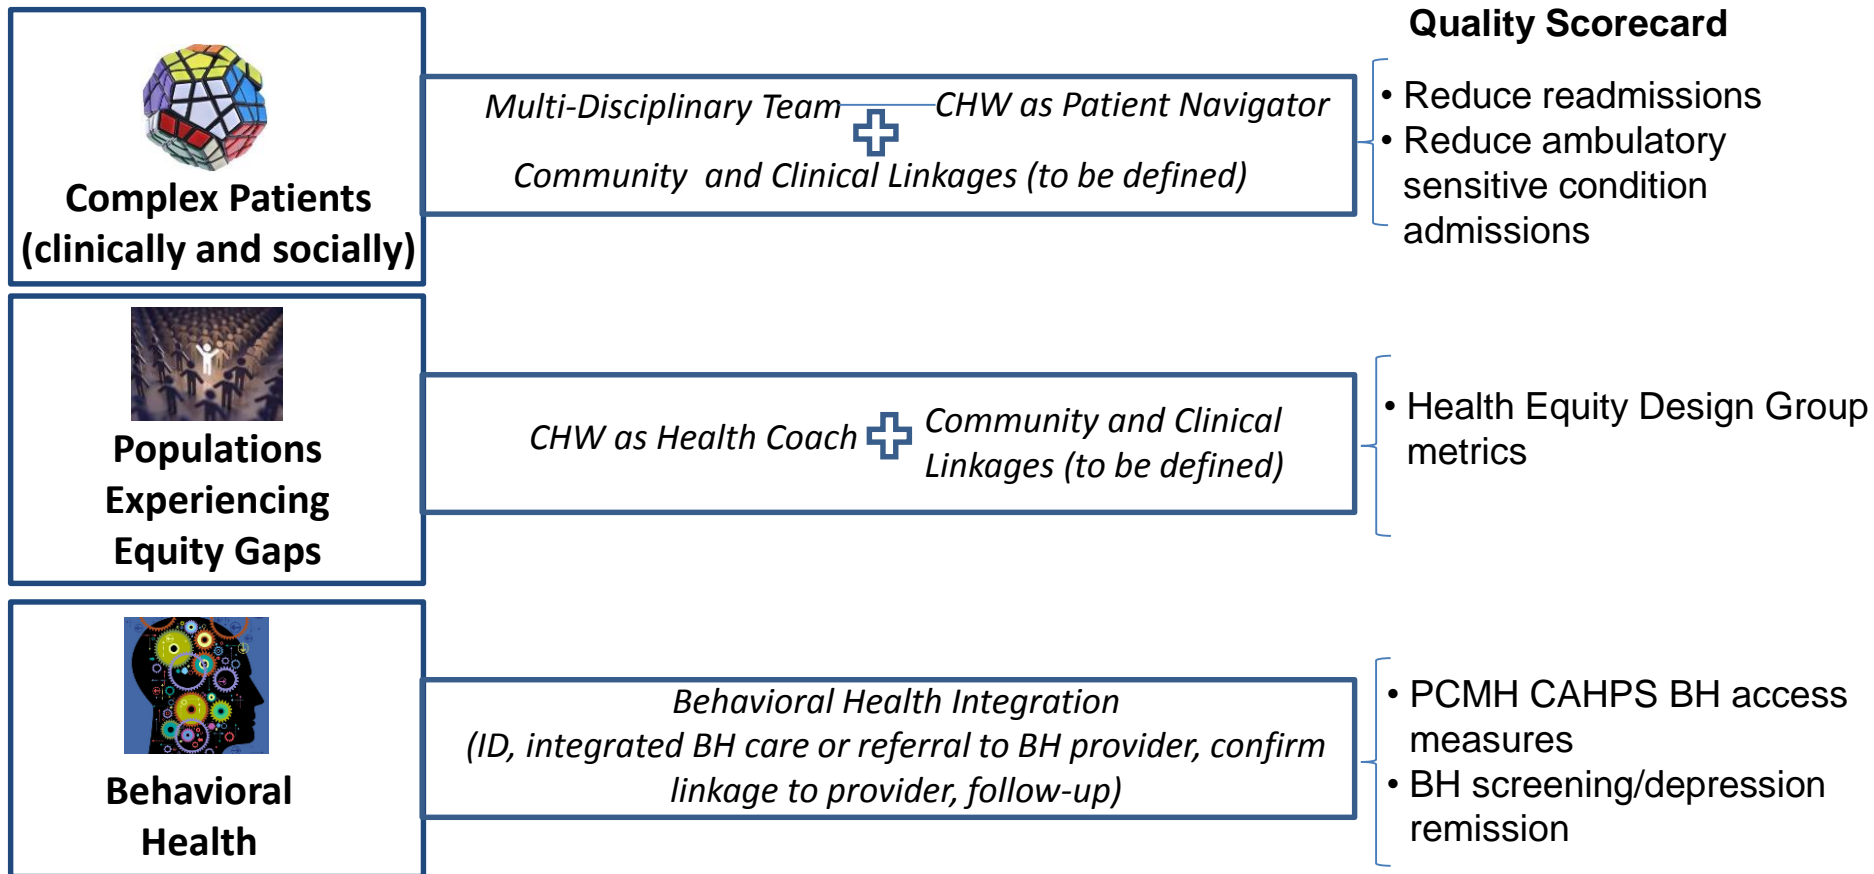 Quality Scorecard
Complex Patients
(clinically and socially)
Multi-Disciplinary Team CHW as Patient Navigator
Community and Clinical Linkages (to be defined)
• Reduce readmissions
• Reduce ambulatory
sensitive condition
admissions
Populations
Experiencing
Equity Gaps
CHW as Health Coach
Community and Clinical
Linkages (to be defined)
• Health Equity Design Group
metrics
Behavioral
Health
Behavioral Health Integration
(ID, integrated BH care or referral to BH provider, confirm
linkage to provider, follow-up)
• PCMH CAHPS BH access
measures
• BH screening/depression
remission